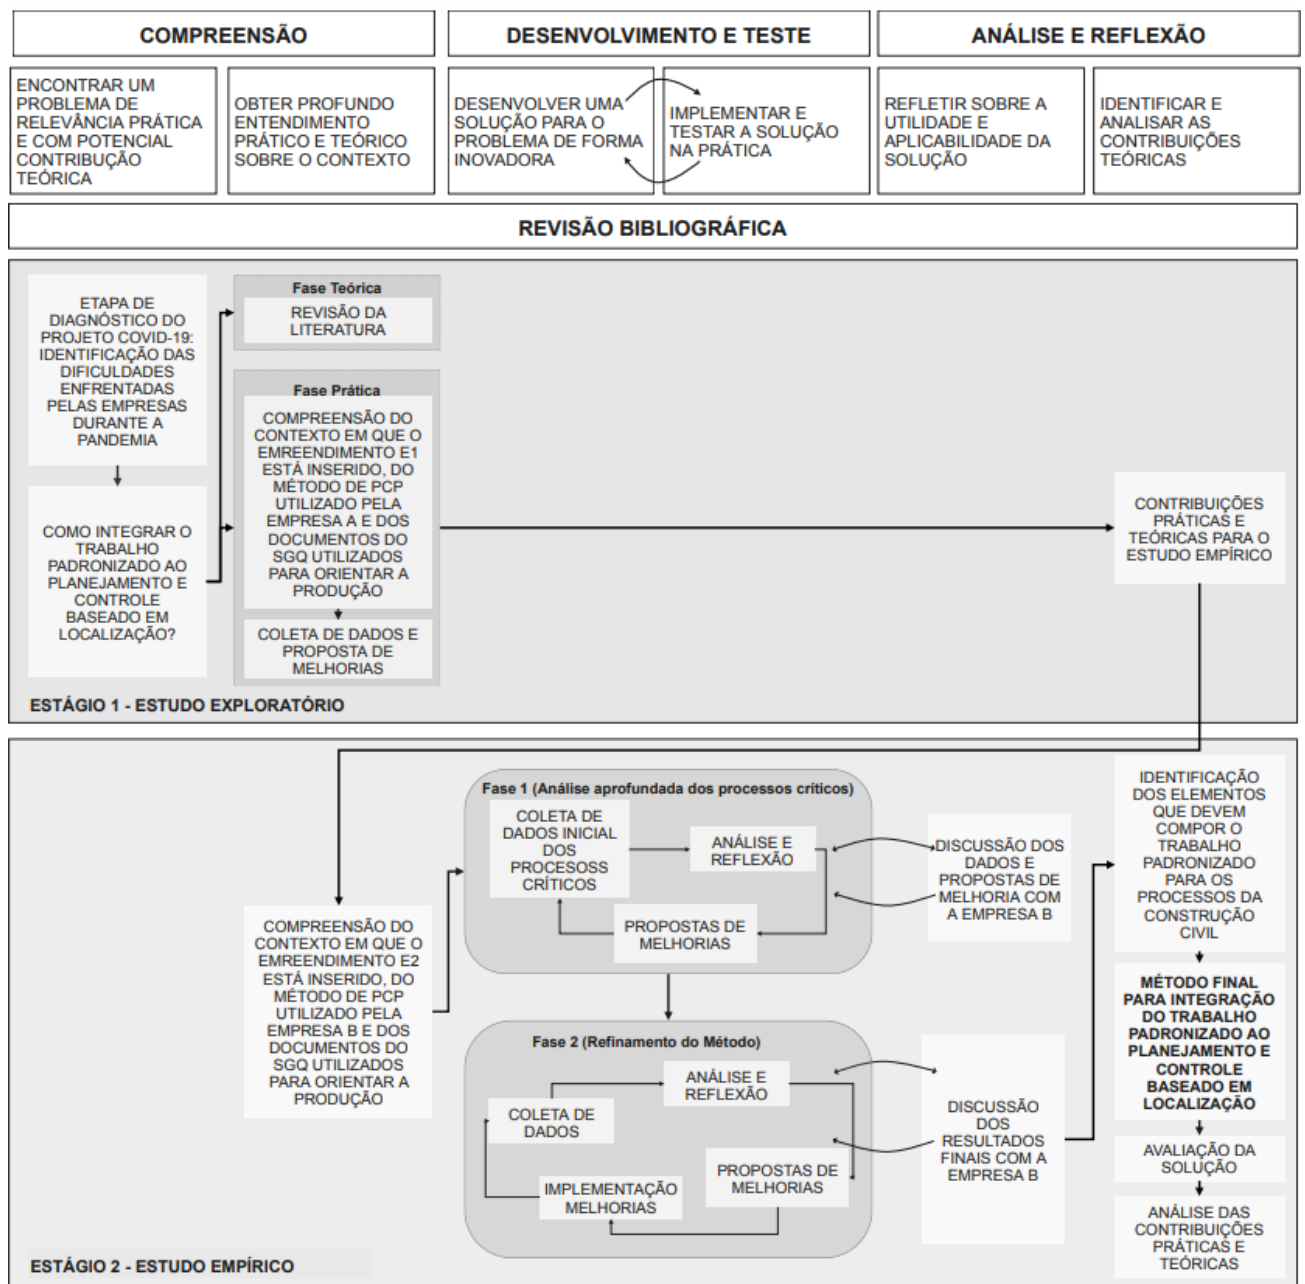 COMPREENSÃO
DESENVOLVIMENTO E TESTE
ANÁLISE E REFLEXÃO
ENCONTRAR UM
PROBLEMA DE
RELEVÂNCIA PRÁTICA
E COM POTENCIAL
CONTRIBUIÇÃO
TEÓRICA
OBTER PROFUNDO
ENTENDIMENTO
PRÁTICO E TEÓRICO
SOBRE O CONTEXTO
DESENVOLVER UMA
SOLUÇÃO PARA O
PROBLEMA DE FORMA
INOVADORA
IMPLEMENTAR E
TESTAR A SOLUÇÃO
NA PRÁTICA
REFLETIR SOBRE A
UTILIDADE E
APLICABILIDADE DA
SOLUÇÃO
IDENTIFICAR E
ANALISAR AS
CONTRIBUIÇÕES
TEÓRICAS
REVISÃO BIBLIOGRÁFICA
ETAPA DE
DIAGNÓSTICO DO
PROJETO COVID-19:
IDENTIFICAÇÃO DAS
DIFICULDADES
ENFRENTADAS
PELAS EMPRESAS
DURANTE A
PANDEMIA
COMO INTEGRAR O
TRABALHO
PADRONIZADO AO
PLANEJAMENTO E
CONTROLE
BASEADO EM
LOCALIZAÇÃO?
Fase Teórica
REVISÃO DA
LITERATURA
Fase Prática
COMPREENSÃO DO
CONTEXTO EM QUE O
EMREENDIMENTO E1
ESTÁ INSERIDO, DO
MÉTODO DE PCP
UTILIZADO PELA
EMPRESA A E DOS
DOCUMENTOS DO
SGQ UTILIZADOS
PARA ORIENTAR A
PRODUÇÃO
COLETA DE DADOS E
PROPOSTA DE
MELHORIAS
CONTRIBUIÇÕES
PRÁTICAS E
TEÓRICAS PARA O
ESTUDO EMPÍRICO
ESTÁGIO 1 - ESTUDO EXPLORATÓRIO
COMPREENSÃO DO
CONTEXTO EM QUE O
EMREENDIMENTO E2
ESTÁ INSERIDO, DO
MÉTODO DE PCP
UTILIZADO PELA
EMPRESA B E DOS
DOCUMENTOS DO
SGQ UTILIZADOS
PARA ORIENTAR A
PRODUÇÃO
Fase 1 (Análise aprofundada dos processos críticos)
COLETA DE
DADOS INICIAL
DOS
PROCESOSS
CRÍTICOS
ANÁLISE E
REFLEXÃO
PROPOSTAS DE
MELHORIAS
DISCUSSÃO DOS
DADOS E
PROPOSTAS DE
MELHORIA COM
A EMPRESA B
Fase 2 (Refinamento do Método)
ANÁLISE E
REFLEXÃO
COLETA DE
DADOS
PROPOSTAS DE
MELHORIAS
IMPLEMENTAÇÃO
MELHORIAS
DISCUSSÃO
DOS
RESULTADOS
FINAIS COM A
EMPRESA B
IDENTIFICAÇÃO
DOS ELEMENTOS
QUE DEVEM
COMPOR O
TRABALHO
PADRONIZADO
PARA OS
PROCESSOS DA
CONSTRUÇÃO
CIVIL
MÉTODO FINAL
PARA INTEGRAÇÃO
DO TRABALHO
PADRONIZADO AO
PLANEJAMENTO E
CONTROLE
BASEADO EM
LOCALIZAÇÃO
AVALIAÇÃO DA
SOLUÇÃO
ANÁLISE DAS
CONTRIBUIÇÕES
PRÁTICAS E
TEÓRICAS
ESTÁGIO 2 - ESTUDO EMPÍRICO